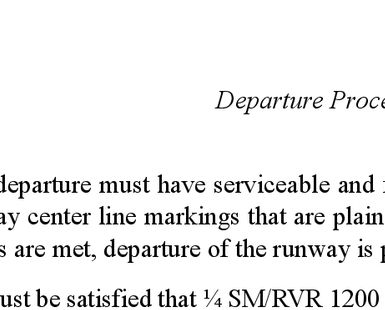 Departure Proce
departure must have serviceable and
ay center line markings that are plain
s are met, departure of the runway is
ust be satisfied that ¼ SM/RVR 1200